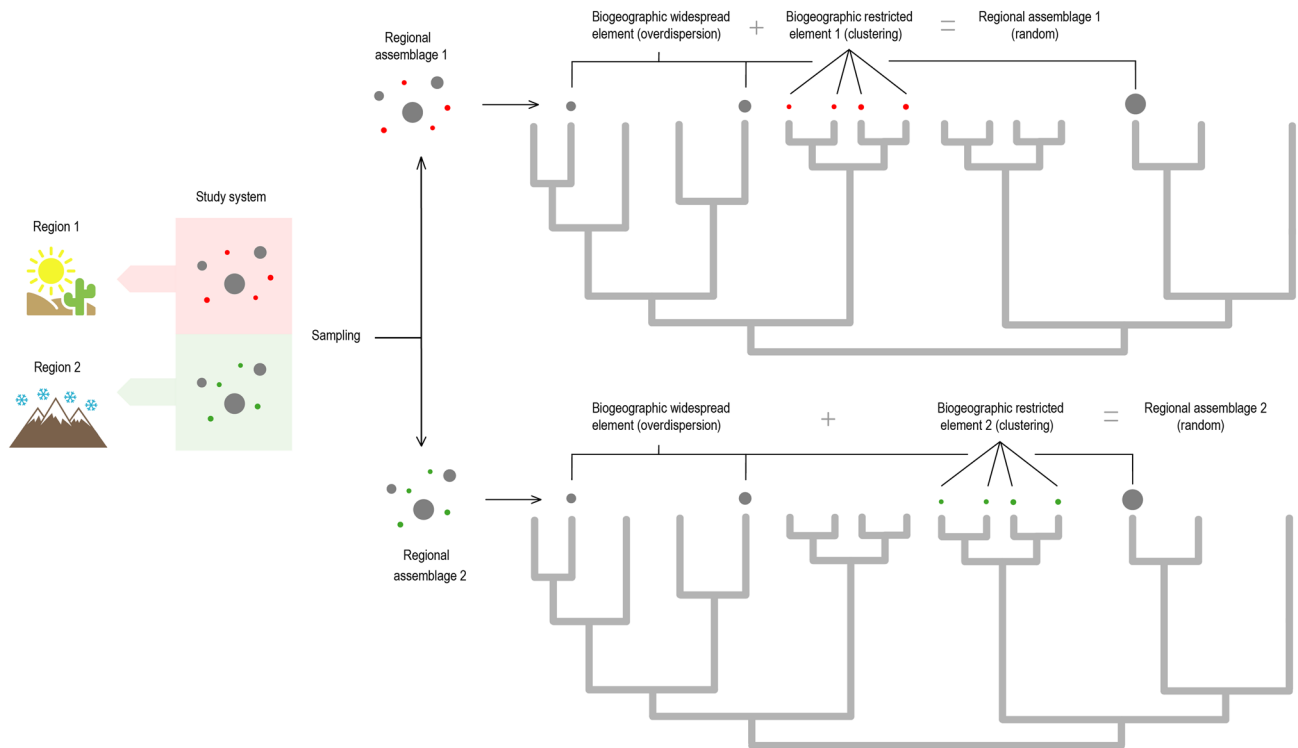 Biogeographic widespread
element (overdispersion)
+
Biogeographic restricted
element 1 (clustering)
=
Regional assemblage 1
(random)
Regional
assemblage 1
Study system
Region 1
Sampling
Region 2
Biogeographic widespread
element (overdispersion)
+
Biogeographic restricted
element 2 (clustering)
=
Regional assemblage 2
(random)
Regional
assemblage 2